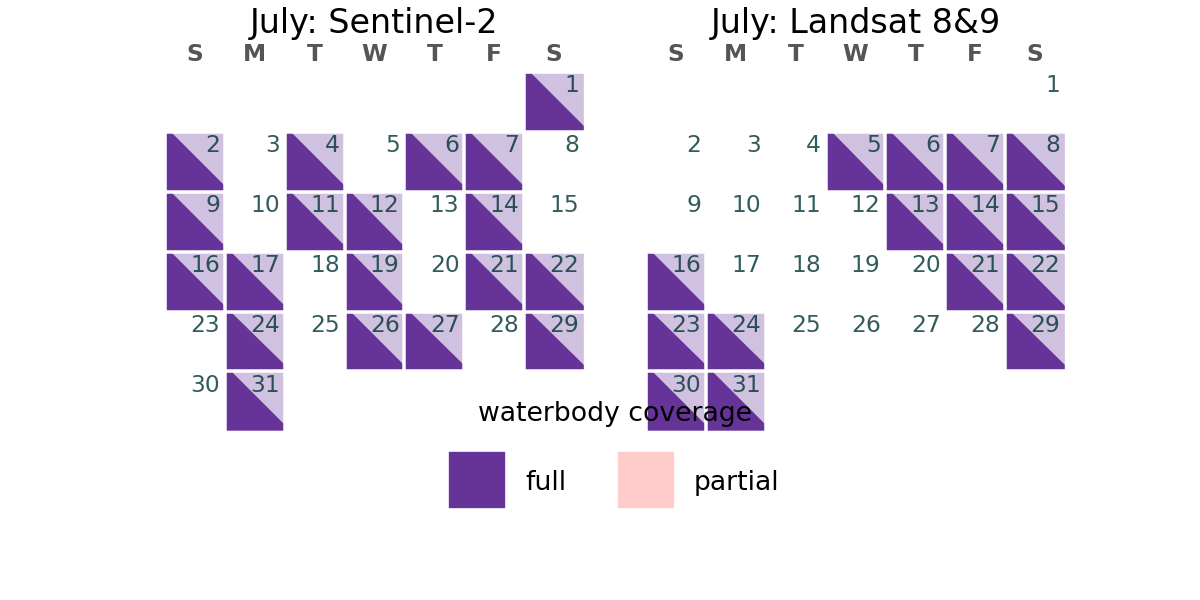 July: Sentinel-2
S M T W T F S
1
2 3 4 5 6 7 8
9 10 11 12 13 14 15
16 17 18 19 20 21 22
23 24 25 26 27 28 29
30 31
July: Landsat 8&9
S M T W T F S
1
2 3 4 5 6 7 8
9 10 11 12 13 14 15
16 17 18 19 20 21 22
23 24 25 26 27 28 29
30 31
waterbody coverage
full partial